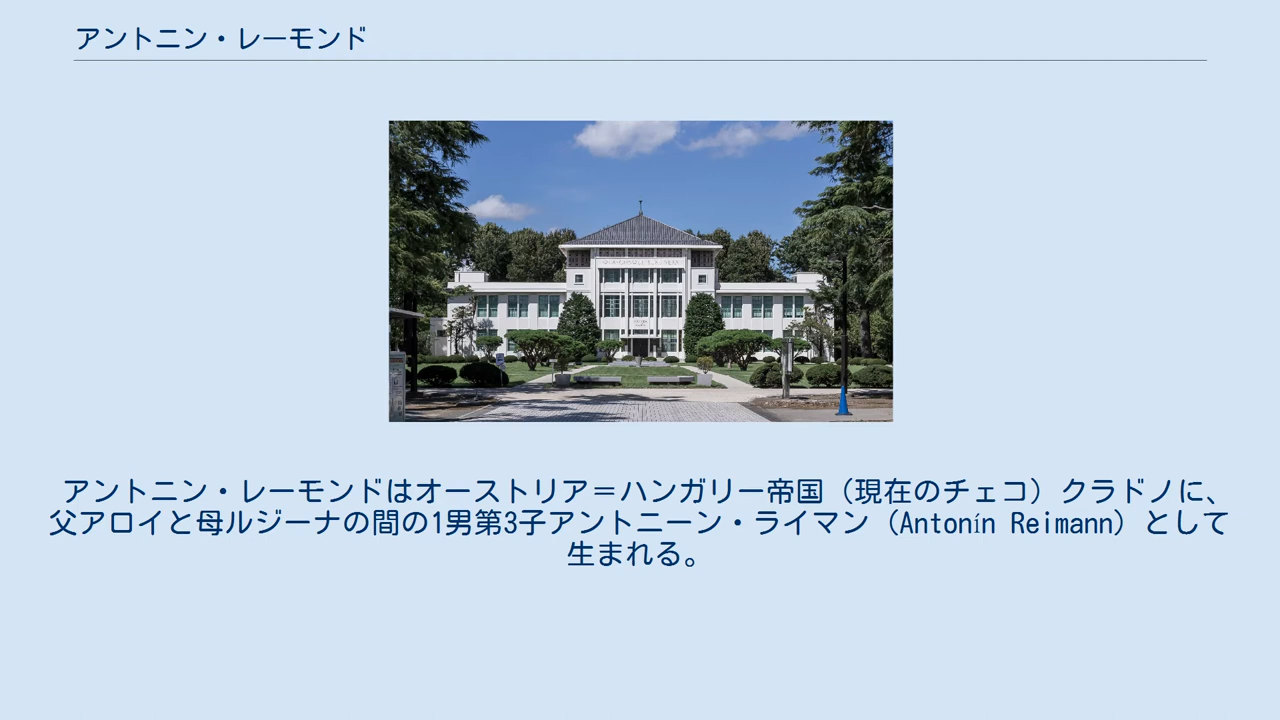 アントニン・レーモンド
アントニン・レーモンドはオーストリア＝ハンガリー帝国（現在のチェコ）クラドノに、
父アロイと母ルジーナの間の1男第3子アントニーン・ライマン（Antonín Reimann）として
生まれる。